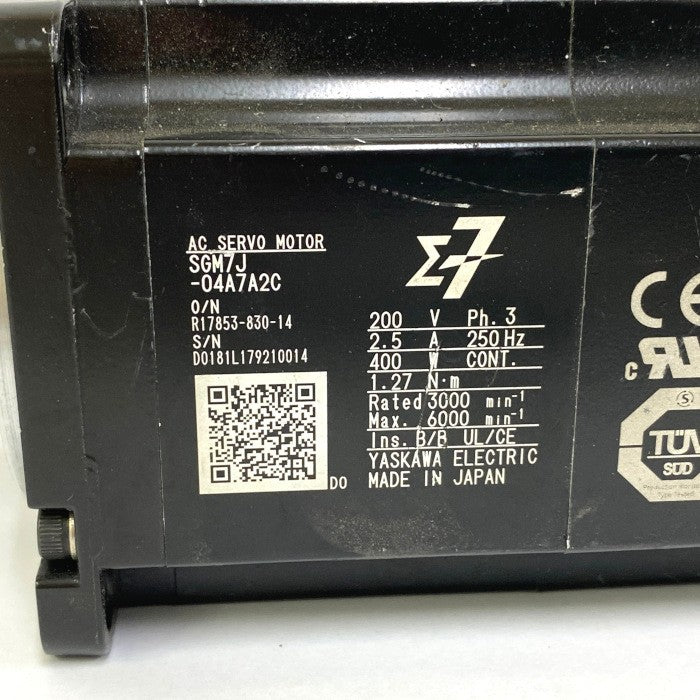 AC SERVO MOTOR
SGM7J
-04A7A2C
O/N
R17853-830-14
S/N
D0181L179210014
DO
Σ7
200 V Ph. 3
2.5 A 250 Hz
400 W CONT.
1.27 N·m
Rated 3000 min⁻¹
Max. 6000 min⁻¹
Ins. B/B UL/CE
YASKAWA ELECTRIC
MADE IN JAPAN
CE
c RU
S
TÜV
SÜD